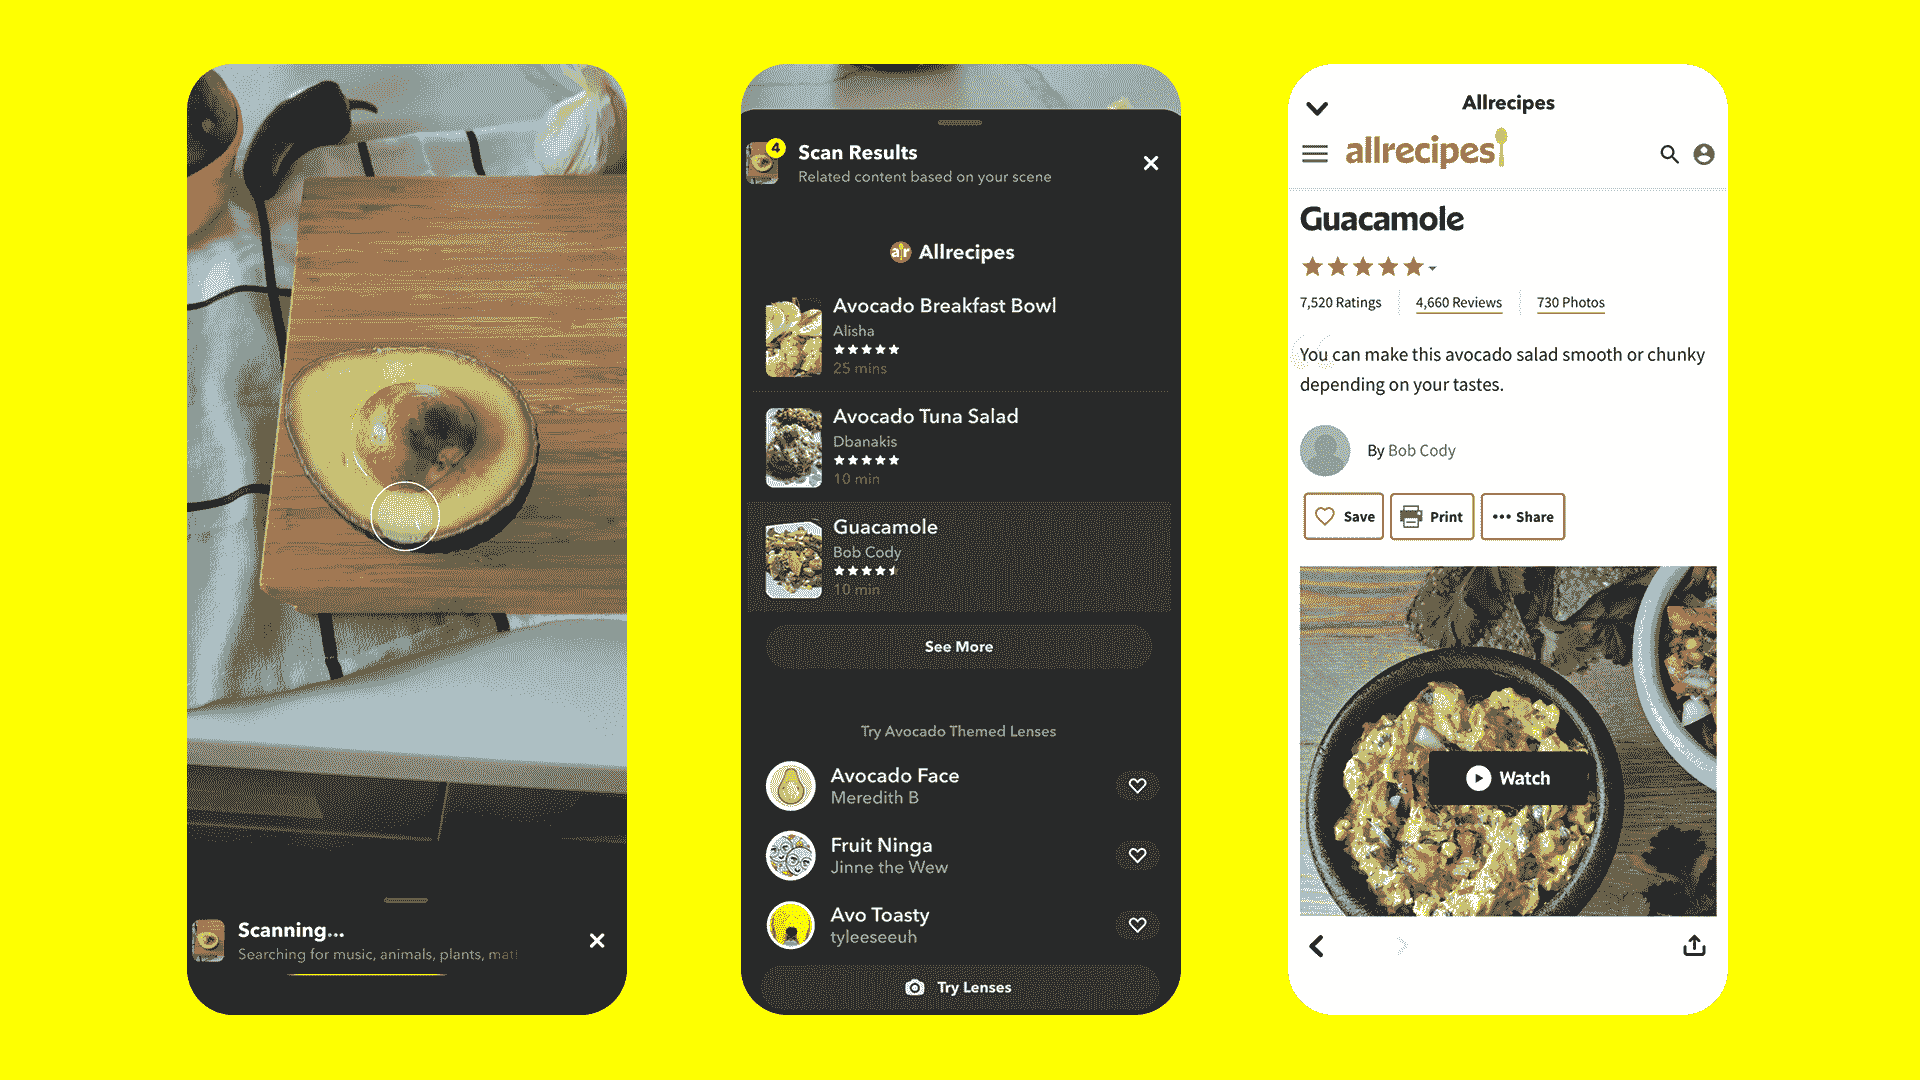 Scanning...
Searching for music, animals, plants,
4
Scan Results
Related content based on your scene
ar Allrecipes
Avocado Breakfast Bowl
Alisha
25 mins
Avocado Tuna Salad
Dbanakis
10 min
Guacamole
Bob Cody
10 min
See More
Try Avocado Themed Lenses
Avocado Face
Meredith B
Fruit Ninga
Jinne the Wew
Avo Toasty
tyleeseeuh
Try Lenses
Allrecipes
allrecipes
Guacamole
7,520 Ratings
4,660 Reviews
730 Photos
You can make this avocado salad smooth or chunky
depending on your tastes.
By Bob Cody
Save
Print
Share
Watch